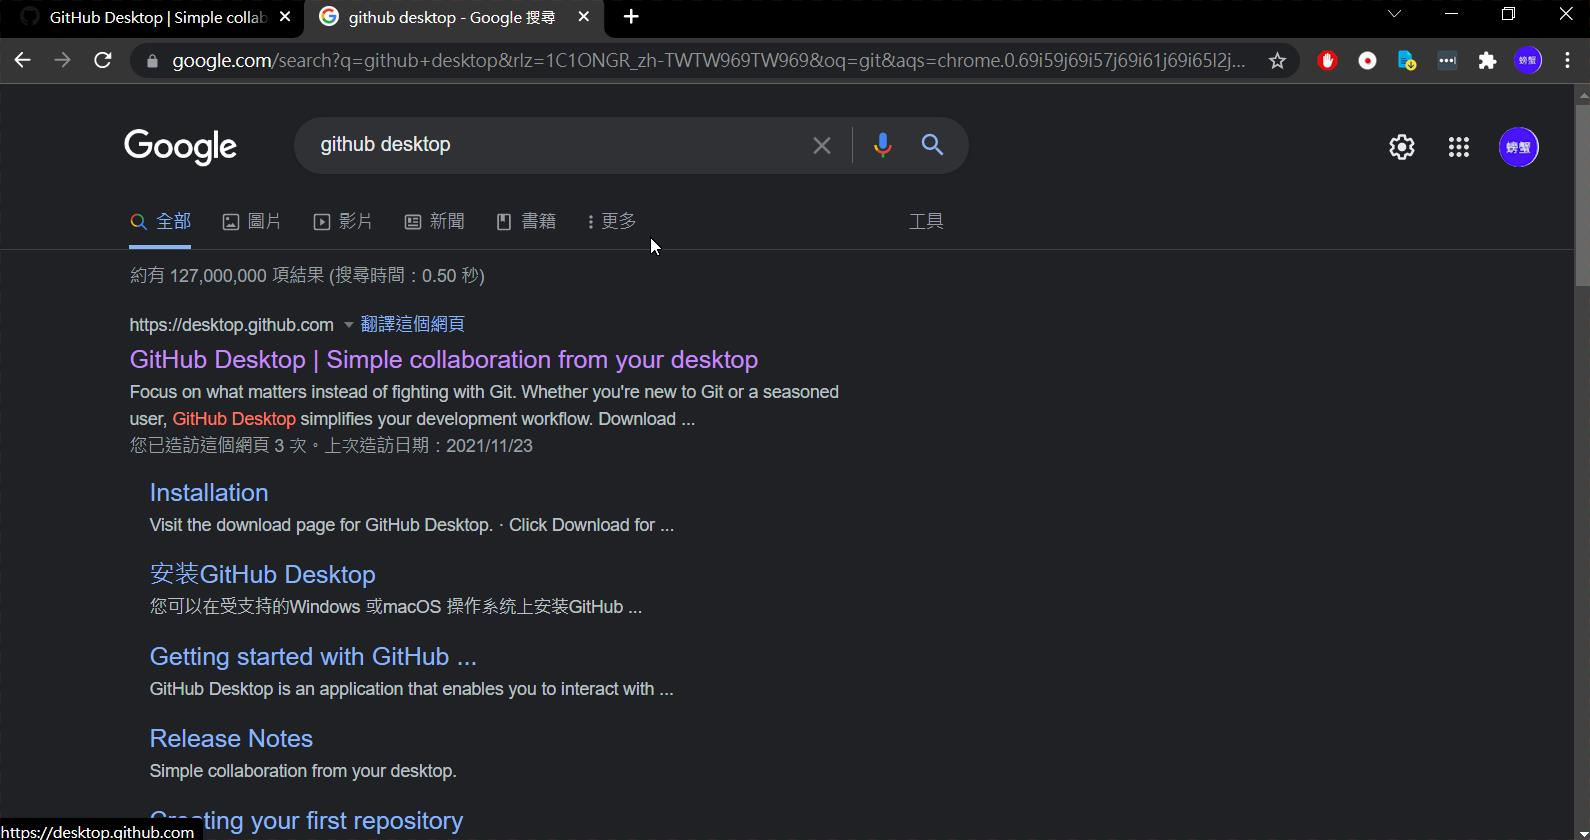 GitHub Desktop | Simple collab
github desktop - Google 搜尋
google.com/search?q=github+desktop&rlz=1C1ONGR_zh-TWTW969TW969&oq=git&aqs=chrome.0.69i59j69i57j69i61j69i65l2j...
螃蟹
Google
github desktop
螃蟹
全部 圖片 影片 新聞 書籍 更多 工具
約有 127,000,000 項結果 (搜尋時間：0.50 秒)
https://desktop.github.com 翻譯這個網頁
GitHub Desktop | Simple collaboration from your desktop
Focus on what matters instead of fighting with Git. Whether you're new to Git or a seasoned
user, GitHub Desktop simplifies your development workflow. Download ...
您已造訪這個網頁 3 次。上次造訪日期：2021/11/23
Installation
Visit the download page for GitHub Desktop. · Click Download for ...
安装GitHub Desktop
您可以在受支持的Windows 或macOS 操作系统上安装GitHub ...
Getting started with GitHub ...
GitHub Desktop is an application that enables you to interact with ...
Release Notes
Simple collaboration from your desktop.
Creating your first repository
https://desktop.github.com